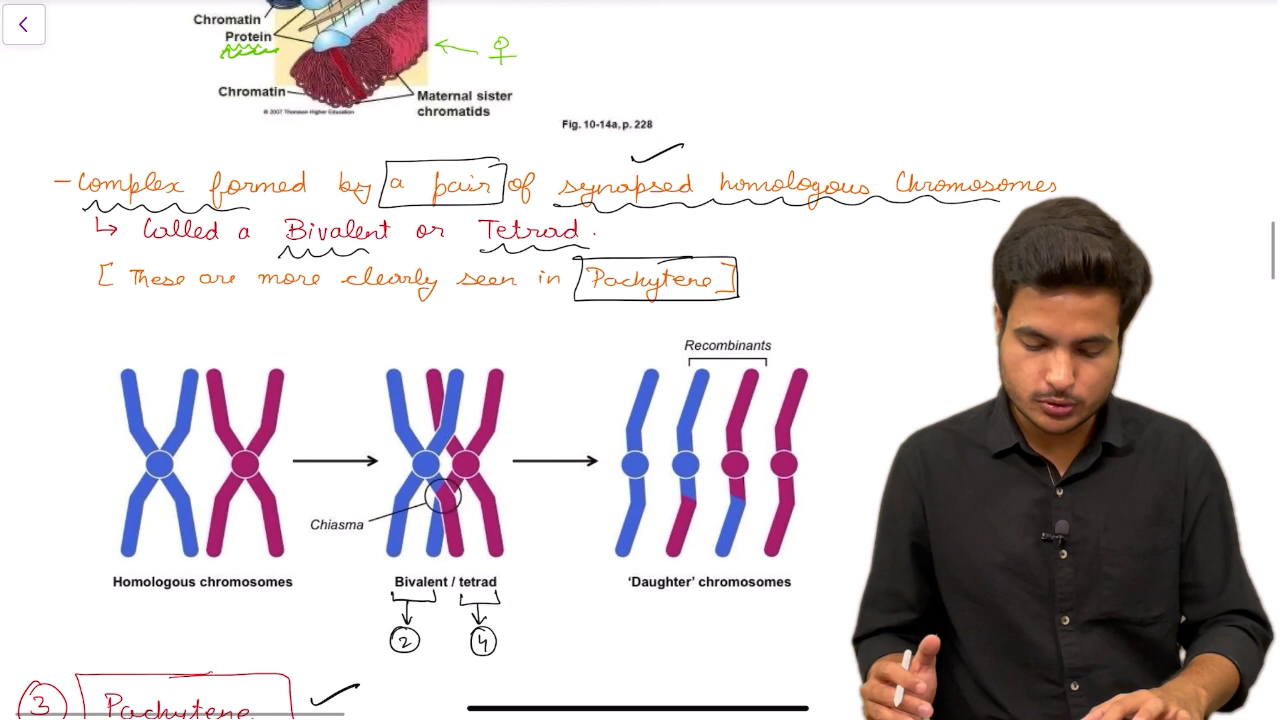 Chromatin
Protein
♀
Chromatin
Maternal sister
chromatids
© 2007 Thomson Higher Education
Fig. 10-14a, p. 228
- Complex formed by a pair of synapsed homologous Chromosomes
↳ Called a Bivalent or Tetrad.
[ These are more clearly seen in Pachytene ]
Recombinants
Chiasma
Homologous chromosomes
Bivalent / tetrad
'Daughter' chromosomes
2 4
3 Pachytene